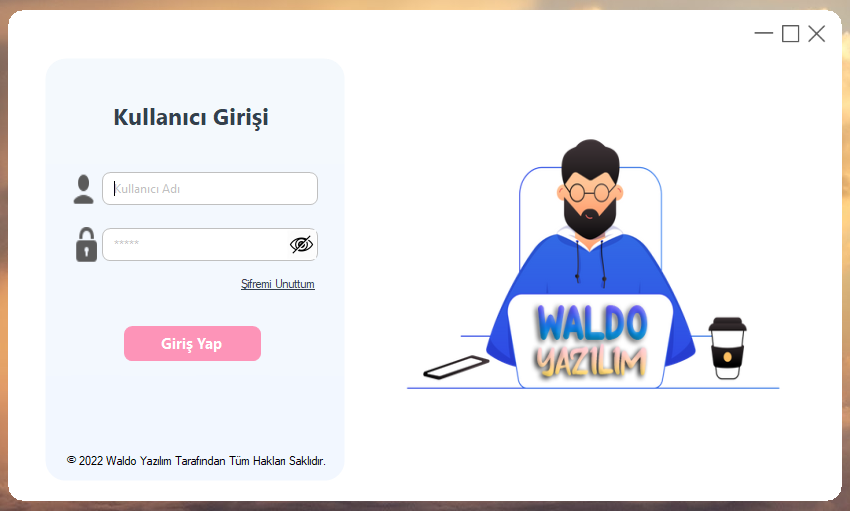 Kullanıcı Girişi
Kullanıcı Adı
*****
Şifremi Unuttum
Giriş Yap
© 2022 Waldo Yazılım Tarafından Tüm Hakları Saklıdır.
WALDO
YAZILIM